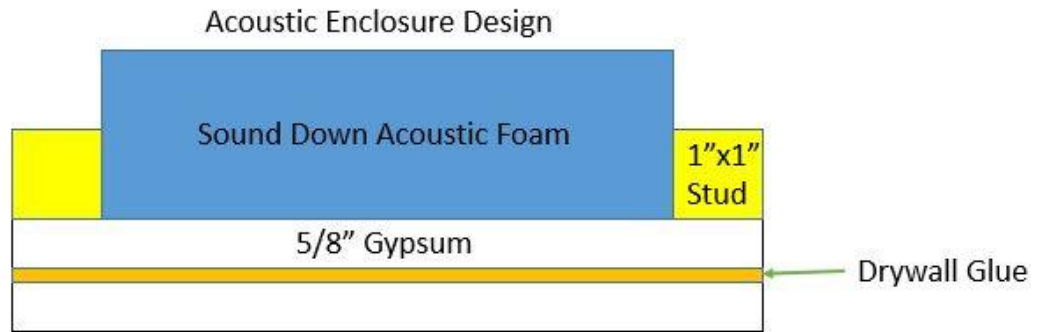 Acoustic Enclosure Design
Sound Down Acoustic Foam
1”x1”
Stud
5/8” Gypsum
Drywall Glue